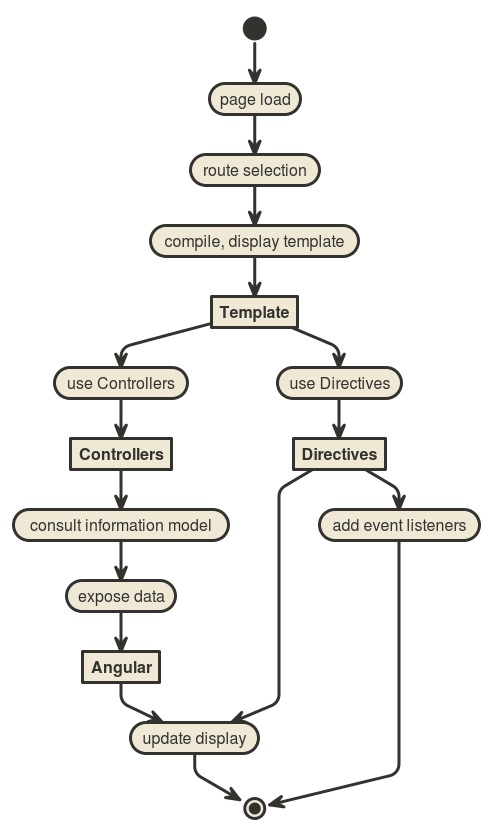 page load
route selection
compile, display template
Template
use Controllers
use Directives
Controllers
Directives
consult information model
add event listeners
expose data
Angular
update display